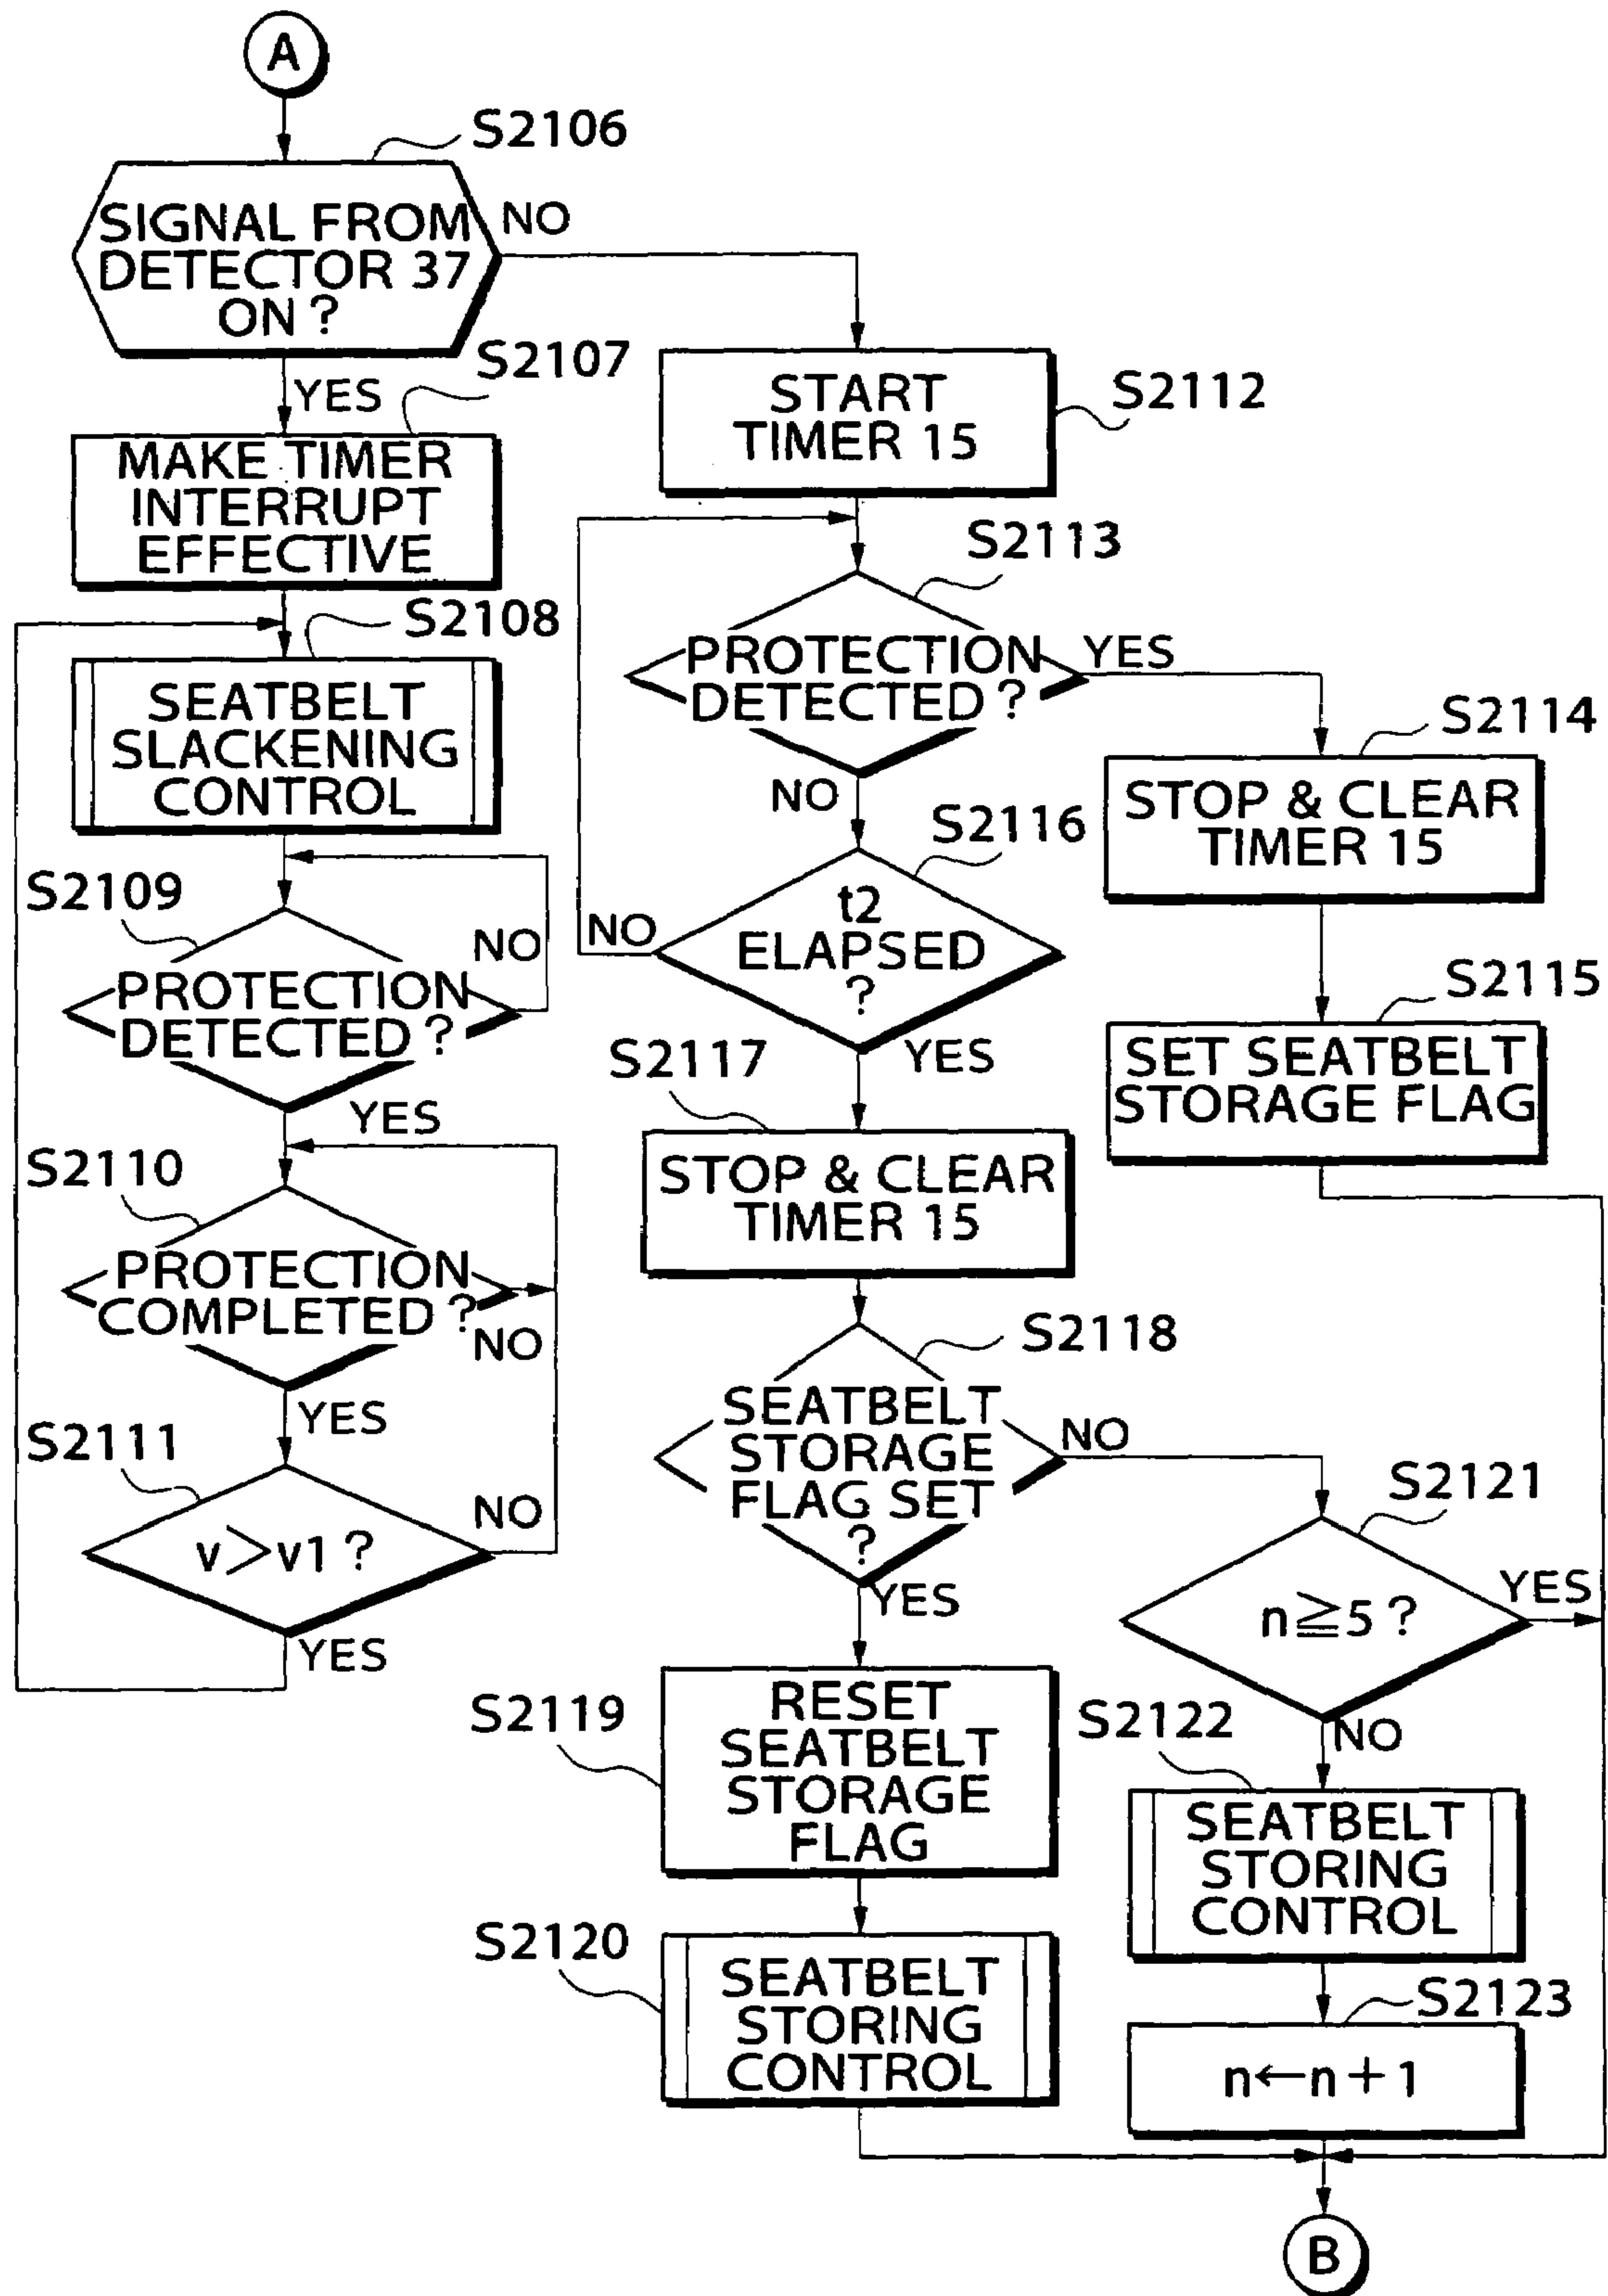 A
S2106
SIGNAL FROM
DETECTOR 37
ON ?
NO
YES
S2107
MAKE TIMER
INTERRUPT
EFFECTIVE
S2108
SEATBELT
SLACKENING
CONTROL
S2109
PROTECTION
DETECTED ?
NO
YES
S2110
PROTECTION
COMPLETED ?
NO
YES
S2111
v>v1 ?
NO
YES
START
TIMER 15
S2112
S2113
PROTECTION
DETECTED ?
YES
NO
S2114
STOP & CLEAR
TIMER 15
S2115
SET SEATBELT
STORAGE FLAG
S2116
t2
ELAPSED
?
NO
YES
S2117
STOP & CLEAR
TIMER 15
S2118
SEATBELT
STORAGE
FLAG SET
?
NO
YES
S2119
RESET
SEATBELT
STORAGE
FLAG
S2120
SEATBELT
STORING
CONTROL
S2121
n≧5 ?
YES
NO
S2122
SEATBELT
STORING
CONTROL
S2123
n←n+1
B